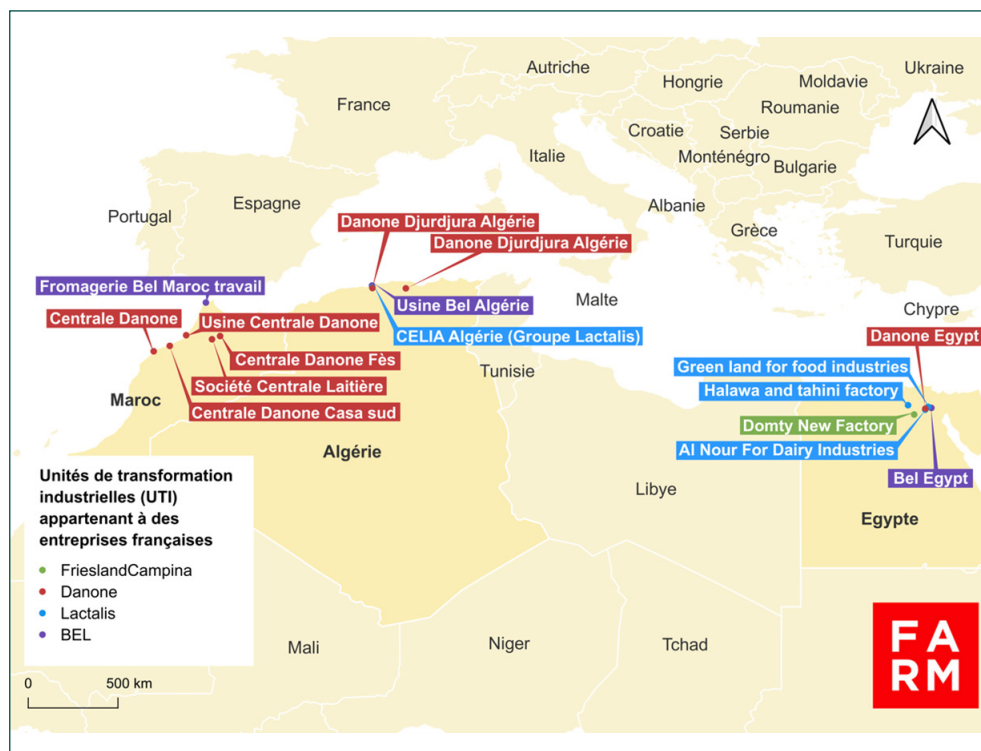 Autriche
Ukraine
Hongrie
Moldavie
France
Roumanie
Croatie
Serbie
Italie
Monténégro
Bulgarie
Albanie
Espagne
Portugal
Grèce
Turquie
Danone Djurdjura Algérie
Danone Djurdjura Algérie
Fromagerie Bel Maroc travail
Usine Bel Algérie
Malte
Chypre
Centrale Danone
Usine Centrale Danone
CELIA Algérie (Groupe Lactalis)
Danone Egypt
Centrale Danone Fès
Tunisie
Green land for food industries
Société Centrale Laitière
Halawa and tahini factory
Maroc
Centrale Danone Casa sud
Domty New Factory
Al Nour For Dairy Industries
Algérie
Bel Egypt
Libye
Egypte
Unités de transformation
industrielles (UTI)
appartenant à des
entreprises françaises
FrieslandCampina
Danone
Lactalis
BEL
Mali
Niger
Tchad
0 500 km
FA
RM